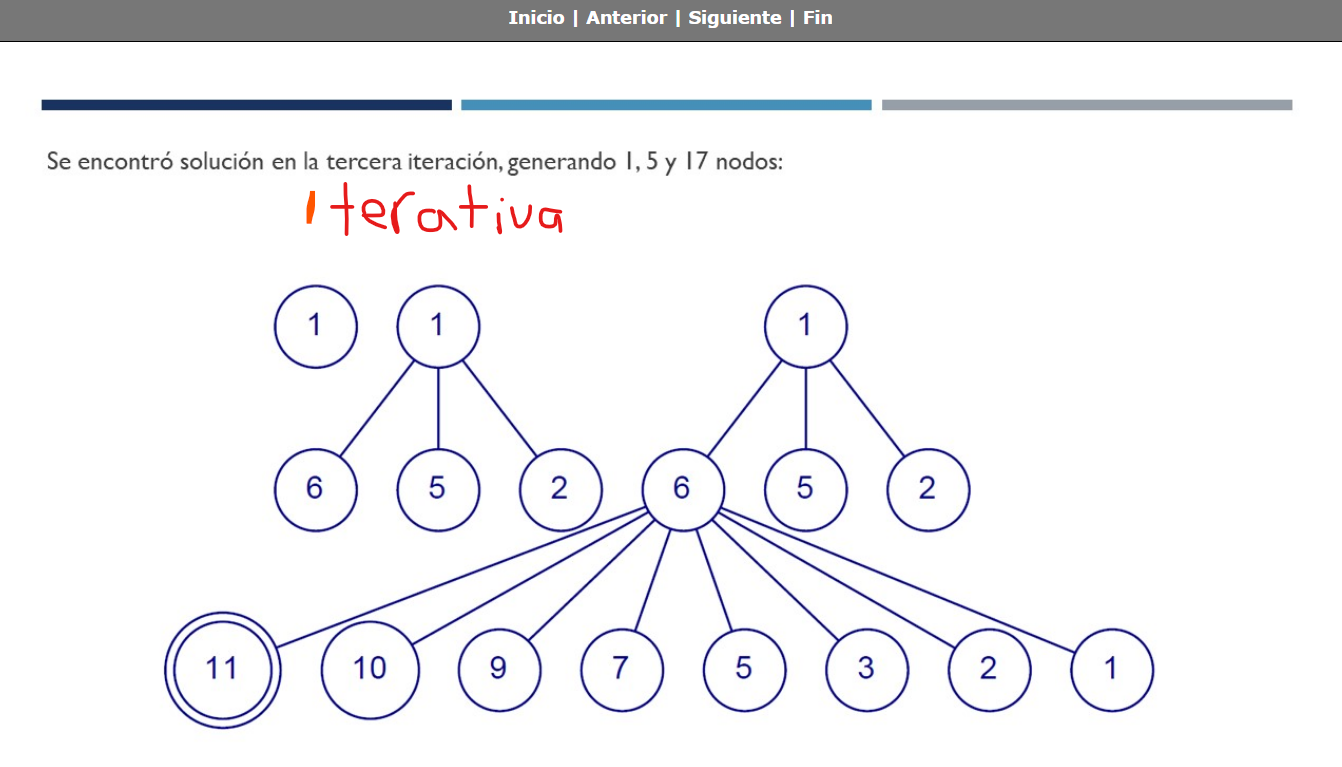 Inicio | Anterior | Siguiente | Fin
Se encontró solución en la tercera iteración, generando 1, 5 y 17 nodos:
Iterativa
1 1 1
6 5 2 6 5 2
11 10 9 7 5 3 2 1